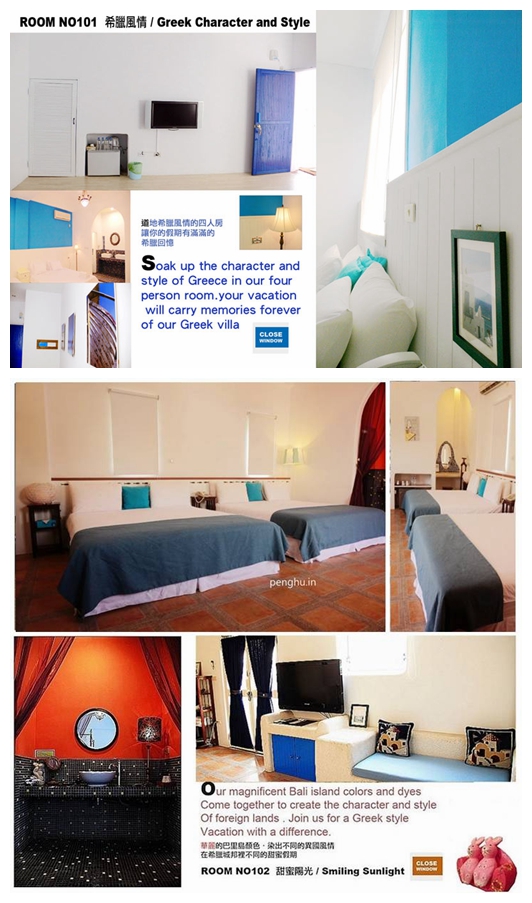 ROOM NO101 希臘風情 / Greek Character and Style
道地希臘風情的四人房
讓你的假期有滿滿的
希臘回憶
Soak up the character and
style of Greece in our four
person room.your vacation
will carry memories forever
of our Greek villa
CLOSE
WINDOW
penghu.in
Our magnificent Bali island colors and dyes
Come together to create the character and style
Of foreign lands . Join us for a Greek style
Vacation with a difference.
華麗的巴里島顏色，染出不同的異國風情
在希臘城邦裡不同的甜蜜假期
ROOM NO102 甜蜜陽光 / Smiling Sunlight
CLOSE
WINDOW